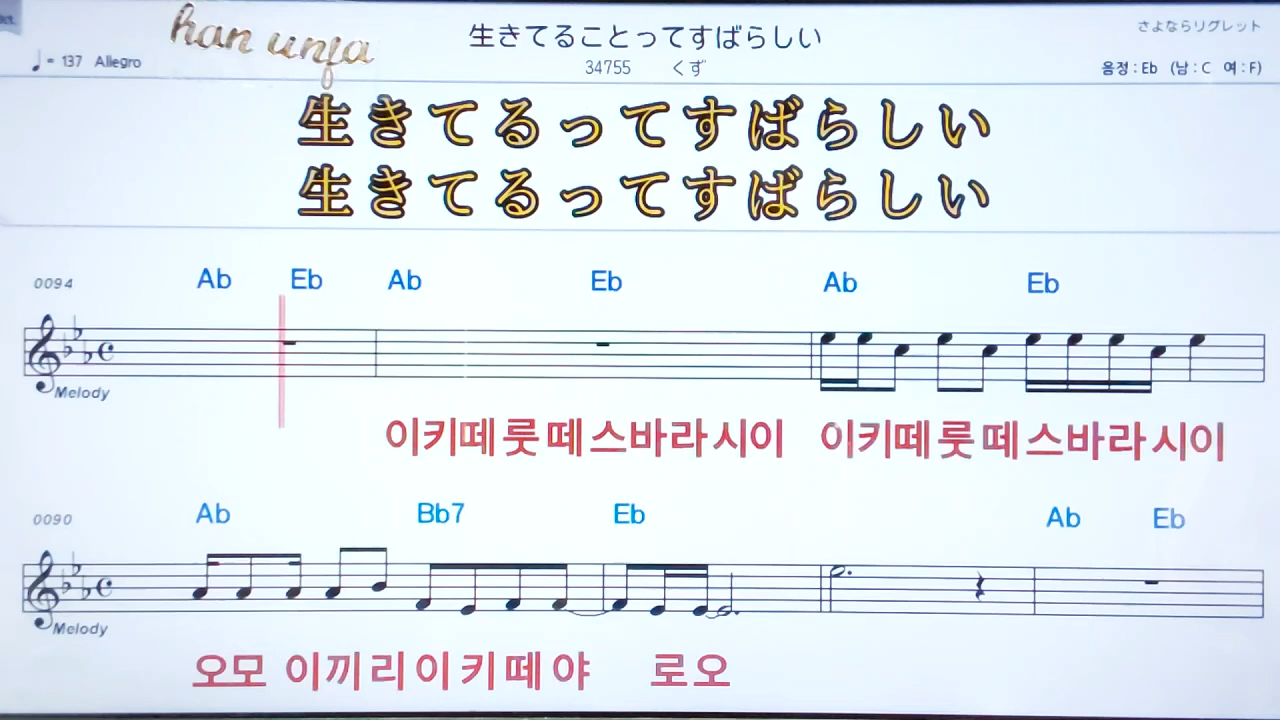 han unja
生きてることってすばらしい
さよならリグレット
♩= 137 Allegro
34755 くず
음정 : Eb (남 : C 여 : F)
生きてるってすばらしい
生きてるってすばらしい
0094 Ab Eb Ab Eb Ab Eb
Melody
이키떼룻떼스바라시이 이키떼룻떼스바라시이
0090 Ab Bb7 Eb Ab Eb
Melody
오모 이끼리이키떼야 로오